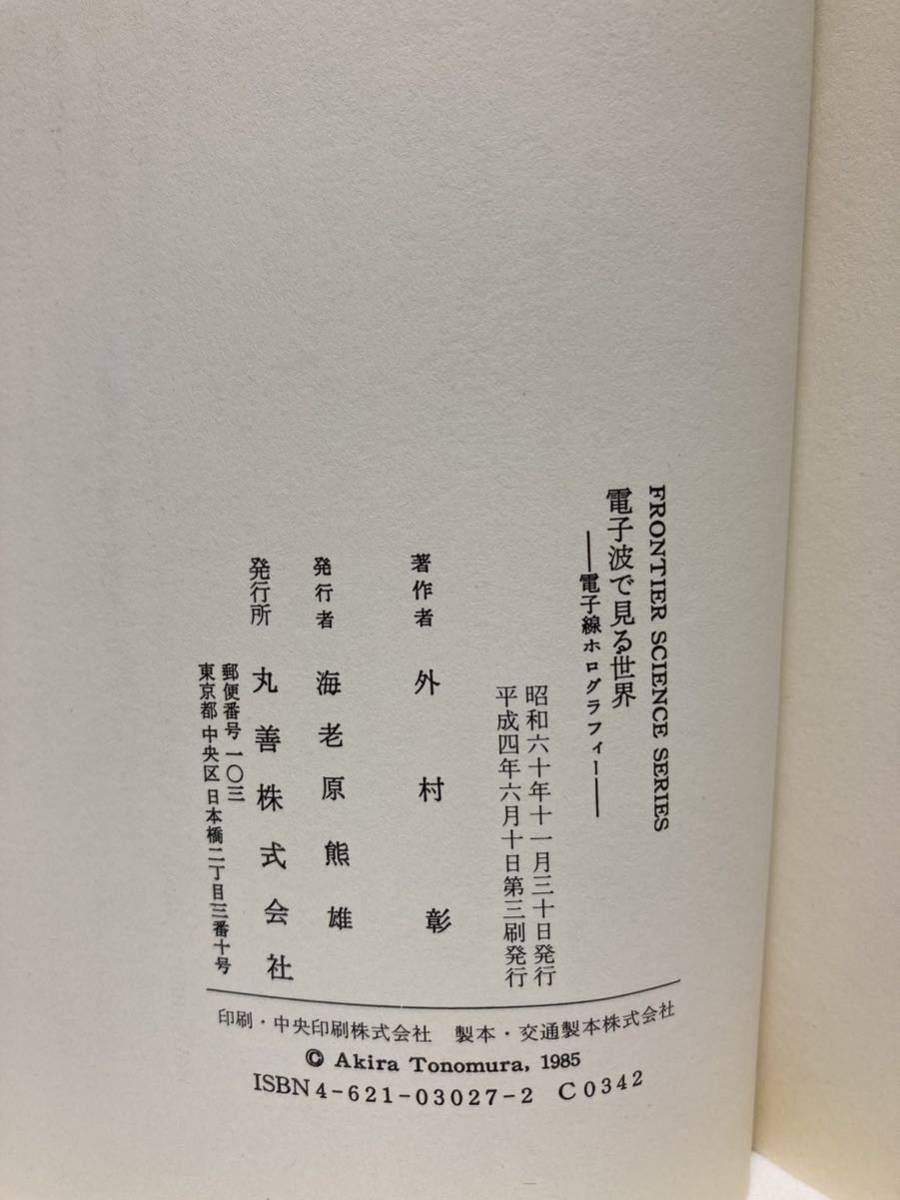 FRONTIER SCIENCE SERIES
電子波で見る世界
——電子線ホログラフィー——
昭和六十年十一月三十日発行
平成四年六月十日第三刷発行
著作者 外村彰
発行者 海老原熊雄
発行所 丸善株式会社
郵便番号 一〇三
東京都 中央区 日本橋二丁目三番十号
印刷・中央印刷株式会社 製本・交通製本株式会社
© Akira Tonomura, 1985
ISBN4-621-03027-2 C0342